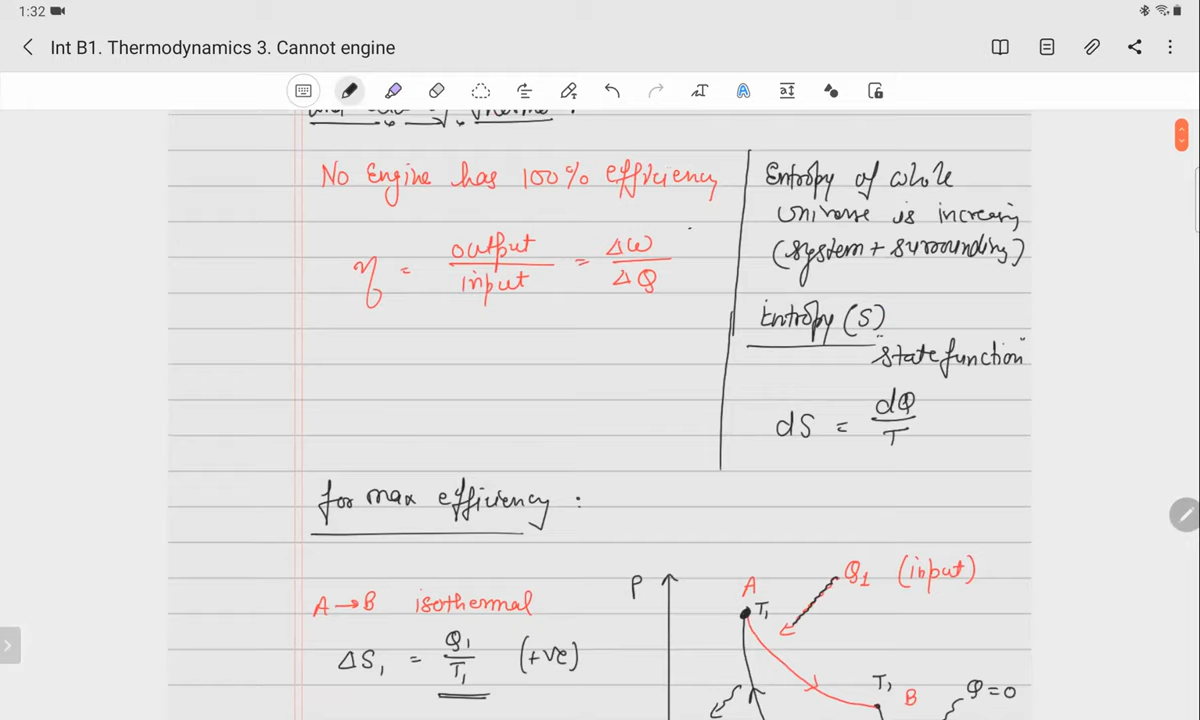 1:32
Int B1. Thermodynamics 3. Cannot engine
No Engine has 100% efficiency
η = output / input = ΔW / ΔQ
Entropy of whole
universe is increasing
(system + surrounding)
Entropy (S)
"state function"
dS = dQ / T
for max efficiency :
A → B isothermal
ΔS₁ = Q₁ / T₁ (+ve)
P
A
T₁
Q₁ (input)
T₁
B
Q = 0